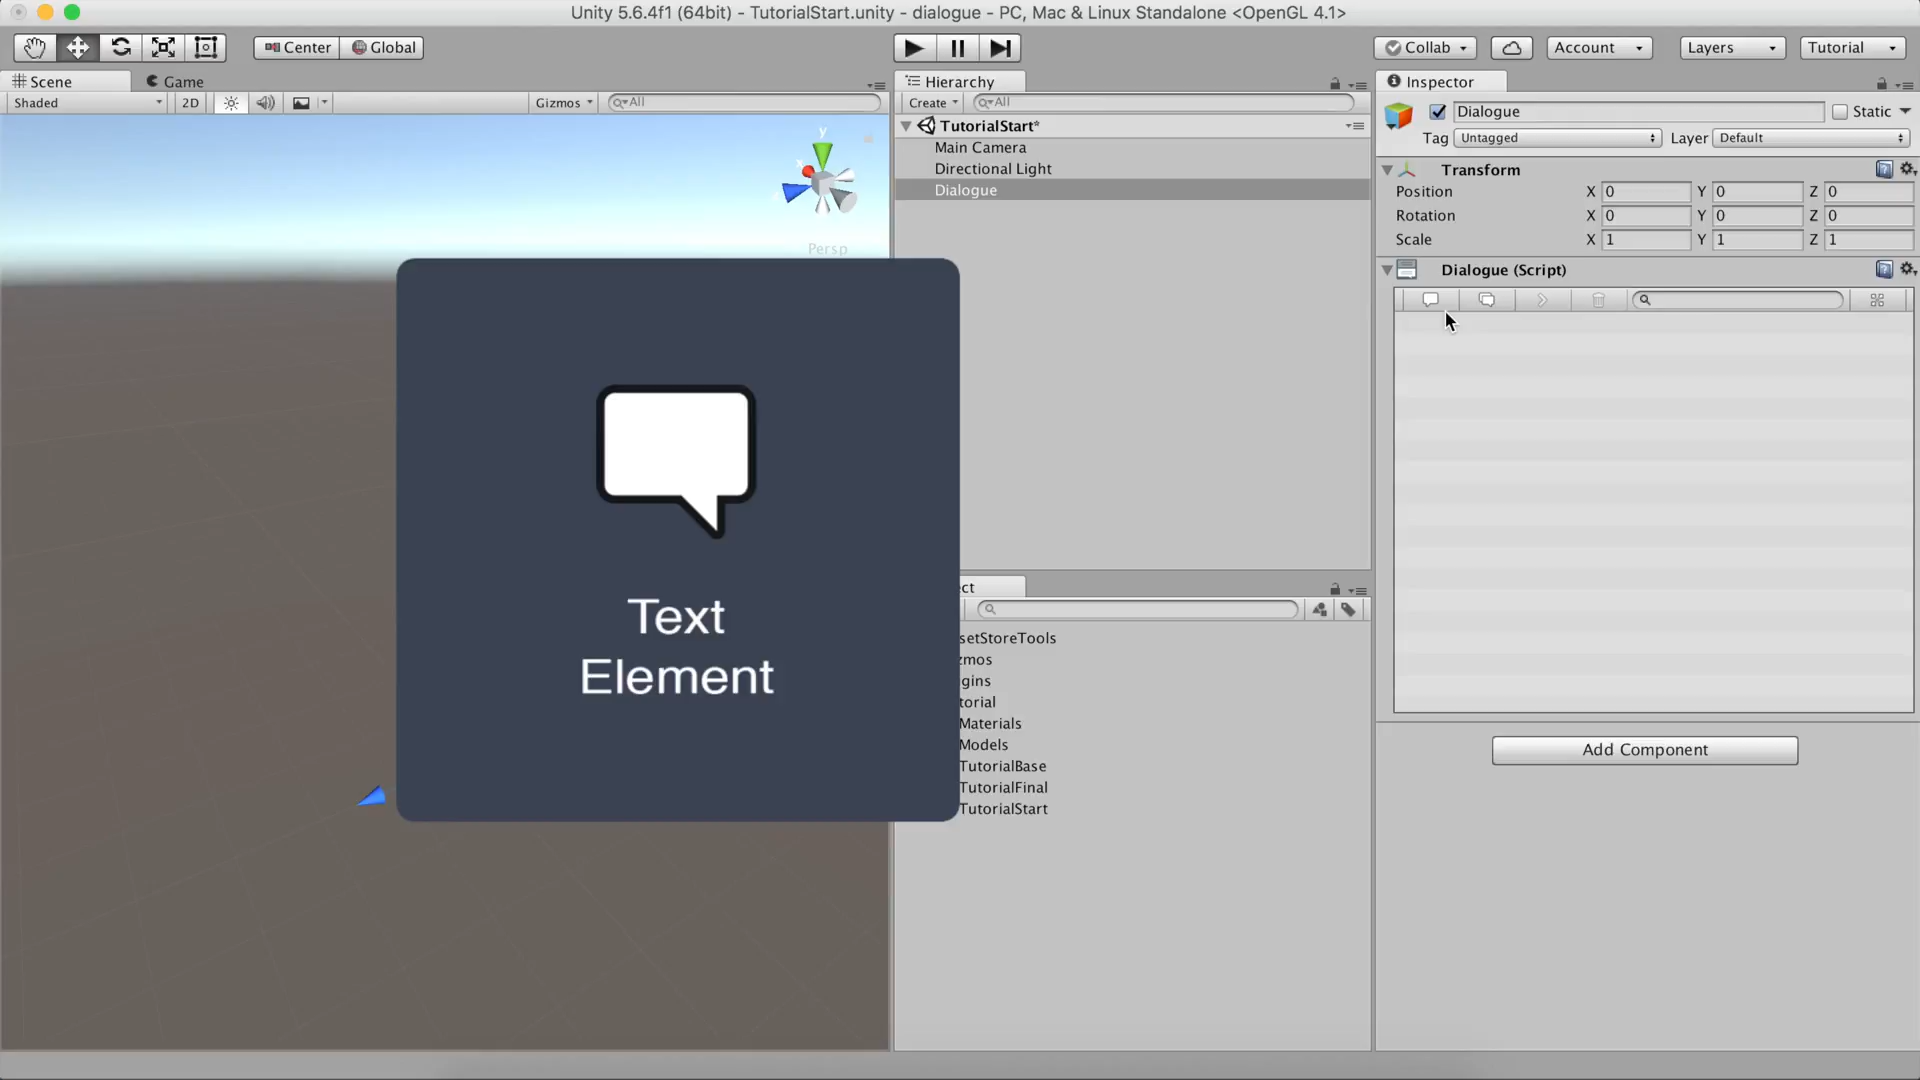 Unity 5.6.4f1 (64bit) - TutorialStart.unity - dialogue - PC, Mac & Linux Standalone <OpenGL 4.1>
Center
Global
Collab
Account
Layers
Tutorial
Scene
Game
Shaded
2D
Gizmos
All
y
x
Persp
Hierarchy
Create
All
TutorialStart*
Main Camera
Directional Light
Dialogue
Text
Element
ect
setStoreTools
zmos
gins
torial
Materials
Models
TutorialBase
TutorialFinal
TutorialStart
Inspector
Dialogue
Static
Tag
Untagged
Layer
Default
Transform
Position X 0 Y 0 Z 0
Rotation X 0 Y 0 Z 0
Scale X 1 Y 1 Z 1
Dialogue (Script)
Add Component